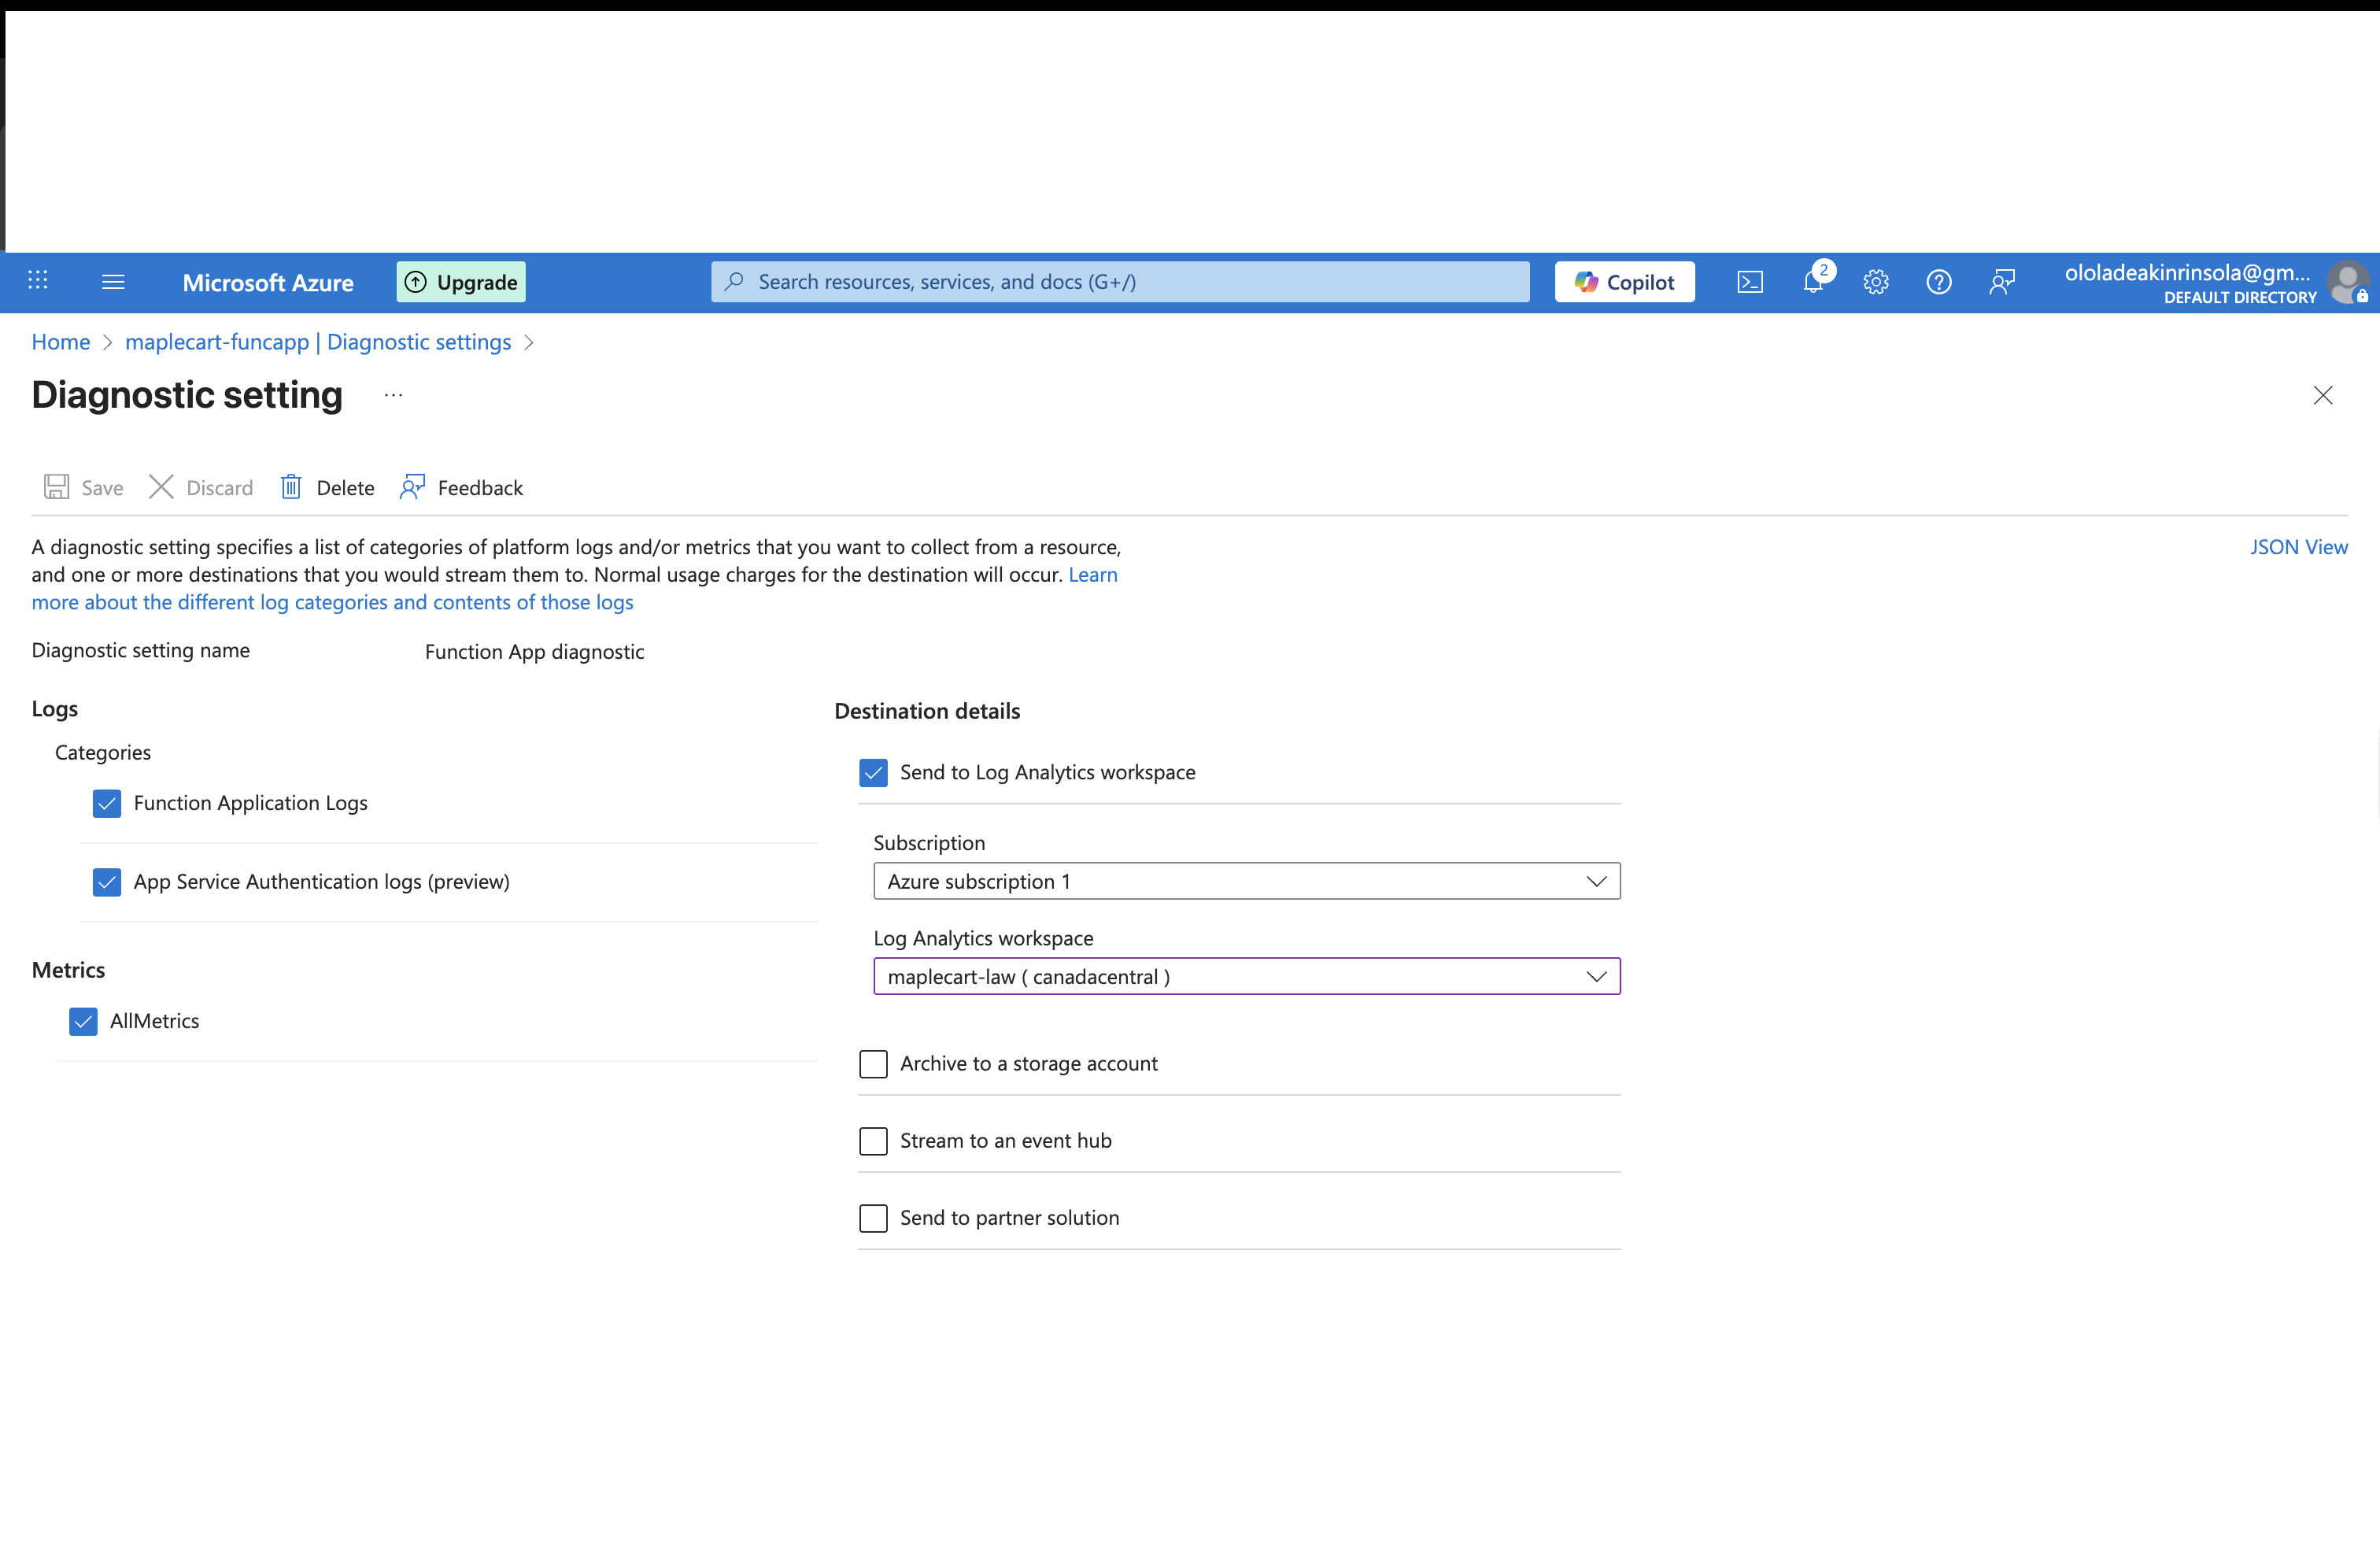 Microsoft Azure
Upgrade
Search resources, services, and docs (G+/)
Copilot
2
ololadeakinrinsola@gm...
DEFAULT DIRECTORY
Home > maplecart-funcapp | Diagnostic settings >
Diagnostic setting ...
Save
Discard
Delete
Feedback
A diagnostic setting specifies a list of categories of platform logs and/or metrics that you want to collect from a resource,
and one or more destinations that you would stream them to. Normal usage charges for the destination will occur. Learn
more about the different log categories and contents of those logs
JSON View
Diagnostic setting name
Function App diagnostic
Logs
Categories
Function Application Logs
App Service Authentication logs (preview)
Metrics
AllMetrics
Destination details
Send to Log Analytics workspace
Subscription
Azure subscription 1
Log Analytics workspace
maplecart-law ( canadacentral )
Archive to a storage account
Stream to an event hub
Send to partner solution